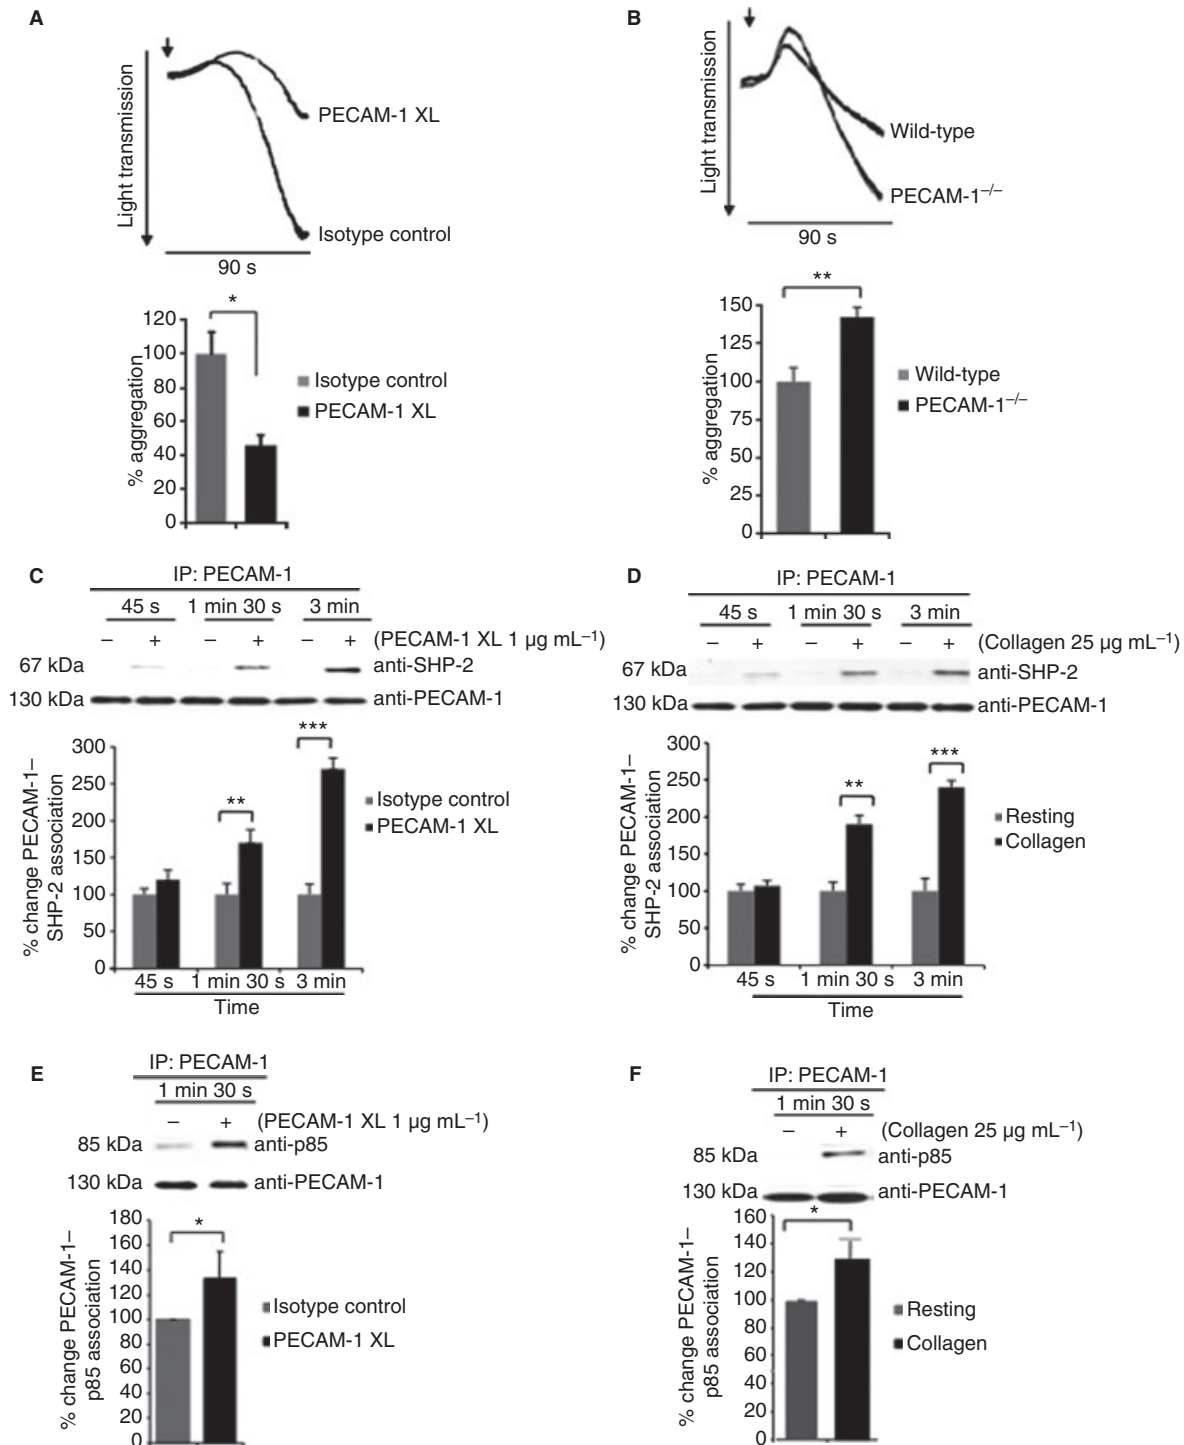 A
Light transmission
PECAM-1 XL
Isotype control
90 s
*
120
100
80
60
40
20
0
% aggregation
Isotype control
PECAM-1 XL
B
Light transmission
Wild-type
PECAM-1–/–
90 s
**
150
125
100
75
50
25
0
% aggregation
Wild-type
PECAM-1–/–
C
IP: PECAM-1
45 s 1 min 30 s 3 min
– + – + – + (PECAM-1 XL 1 µg mL–1)
67 kDa anti-SHP-2
130 kDa anti-PECAM-1
***
**
300
250
200
150
100
50
0
% change PECAM-1–
SHP-2 association
Isotype control
PECAM-1 XL
45 s 1 min 30 s 3 min
Time
D
IP: PECAM-1
45 s 1 min 30 s 3 min
– + – + – + (Collagen 25 µg mL–1)
67 kDa anti-SHP-2
130 kDa anti-PECAM-1
***
**
300
250
200
150
100
50
0
% change PECAM-1–
SHP-2 association
Resting
Collagen
45 s 1 min 30 s 3 min
Time
E
IP: PECAM-1
1 min 30 s
– + (PECAM-1 XL 1 µg mL–1)
85 kDa anti-p85
130 kDa anti-PECAM-1
*
180
160
140
120
100
80
60
40
20
0
% change PECAM-1–
p85 association
Isotype control
PECAM-1 XL
F
IP: PECAM-1
1 min 30 s
– + (Collagen 25 µg mL–1)
85 kDa anti-p85
130 kDa anti-PECAM-1
*
160
140
120
100
80
60
40
20
0
% change PECAM-1–
p85 association
Resting
Collagen